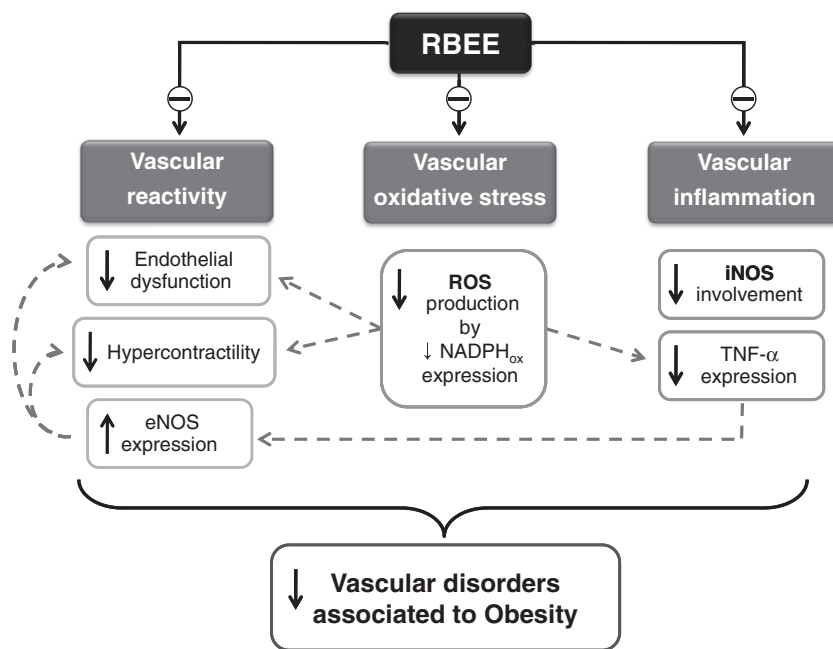 RBEE
Vascular
reactivity
Vascular
oxidative stress
Vascular
inflammation
↓ Endothelial
dysfunction
↓ Hypercontractility
↑ eNOS
expression
↓ ROS
production
by
↓ NADPHox
expression
↓ iNOS
involvement
↓ TNF-α
expression
↓ Vascular disorders
associated to Obesity